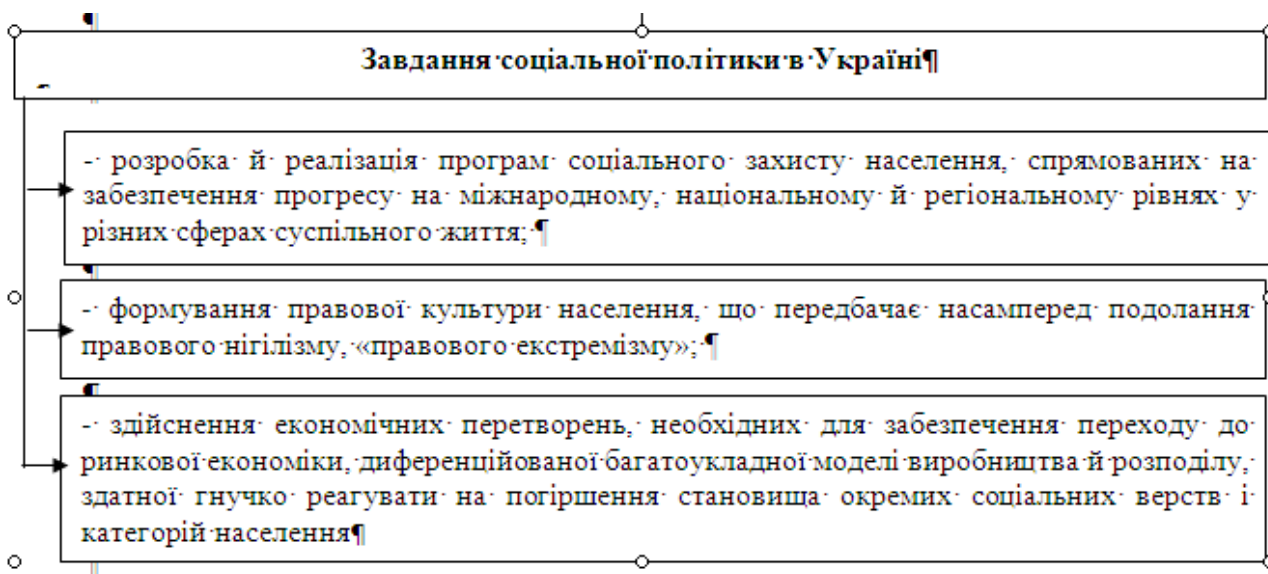 Завдання соціальної політики в Україні
- розробка й реалізація програм соціального захисту населення, спрямованих на
забезпечення прогресу на міжнародному, національному й регіональному рівнях у
різних сферах суспільного життя;
- формування правової культури населення, що передбачає насамперед подолання
правового нігілізму, «правового екстремізму»;
- здійснення економічних перетворень, необхідних для забезпечення переходу до
ринкової економіки, диференційованої багатоукладної моделі виробництва й розподілу,
здатної гнучко реагувати на погіршення становища окремих соціальних верств і
категорій населення